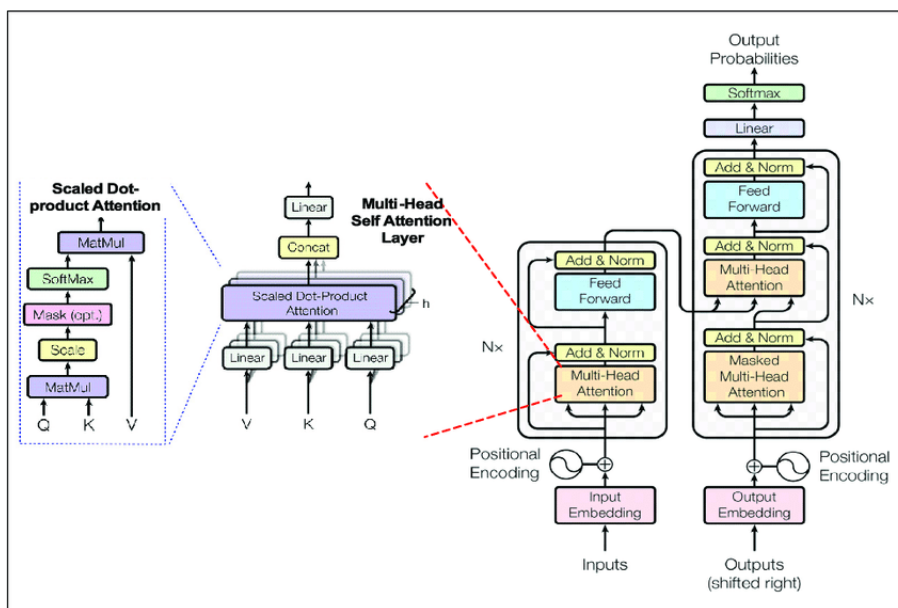 Scaled Dot-
product Attention
MatMul
SoftMax
Mask (opt.)
Scale
MatMul
Q K V
Multi-Head
Self Attention
Layer
Linear
Concat
Scaled Dot-Product
Attention
h
Linear Linear Linear
V K Q
Output
Probabilities
Softmax
Linear
Add & Norm
Feed
Forward
Add & Norm
Multi-Head
Attention
Nx
Add & Norm
Masked
Multi-Head
Attention
Add & Norm
Feed
Forward
Nx
Add & Norm
Multi-Head
Attention
Positional
Encoding
Positional
Encoding
Input
Embedding
Output
Embedding
Inputs
Outputs
(shifted right)